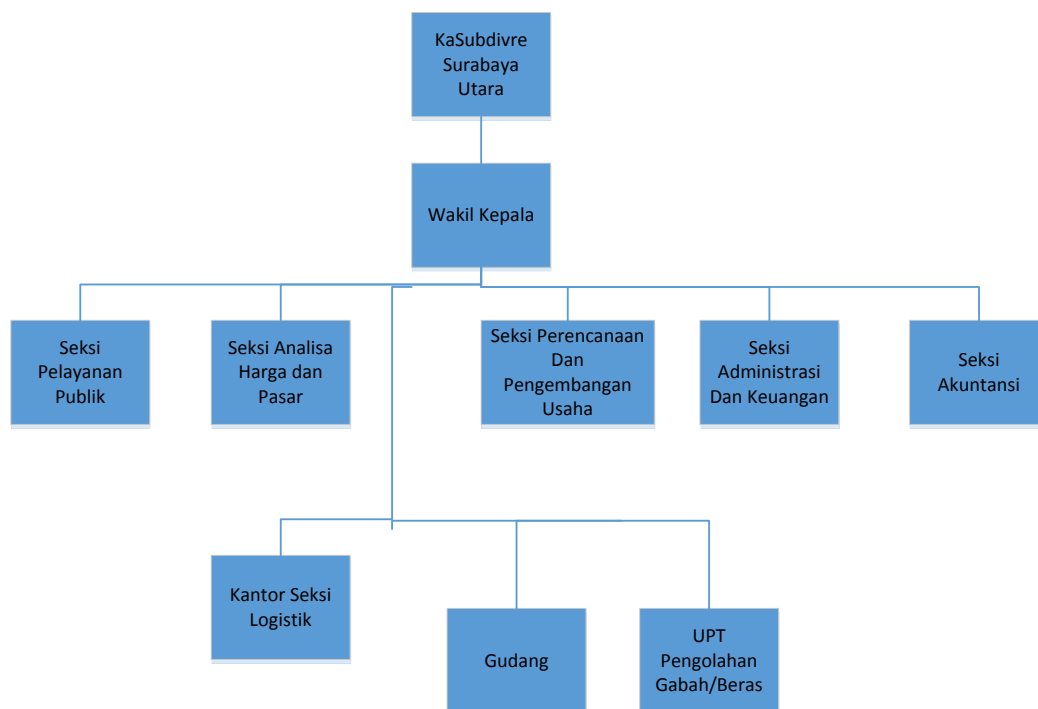 KaSubdivre
Surabaya
Utara
Wakil Kepala
Seksi
Pelayanan
Publik
Seksi Analisa
Harga dan
Pasar
Seksi Perencanaan
Dan
Pengembangan
Usaha
Seksi
Administrasi
Dan Keuangan
Seksi
Akuntansi
Kantor Seksi
Logistik
Gudang
UPT
Pengolahan
Gabah/Beras